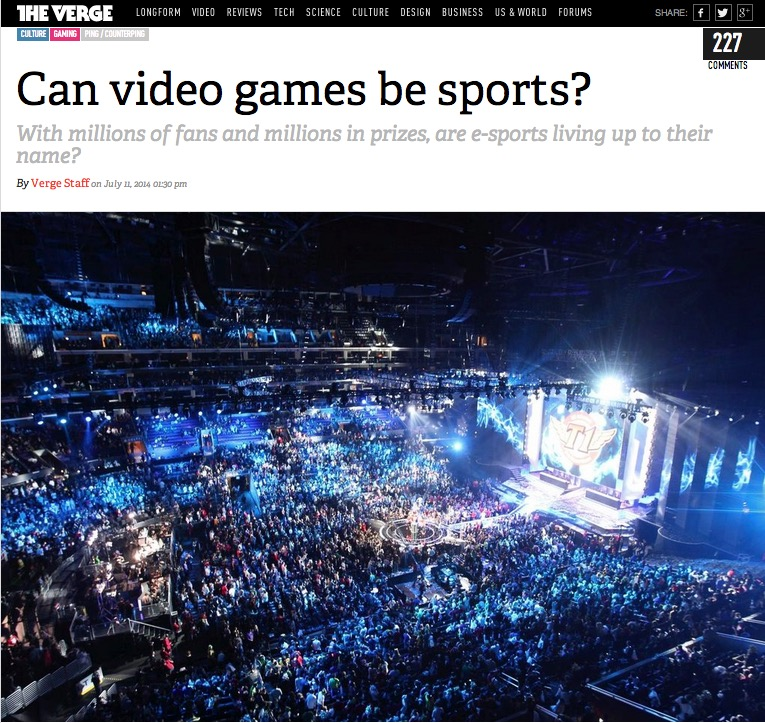 THE VERGE LONGFORM VIDEO REVIEWS TECH SCIENCE CULTURE DESIGN BUSINESS US & WORLD FORUMS SHARE: f g+
CULTURE GAMING PING / COUNTERPING
227
COMMENTS
Can video games be sports?
With millions of fans and millions in prizes, are e-sports living up to their
name?
By Verge Staff on July 11, 2014 01:30 pm
T1